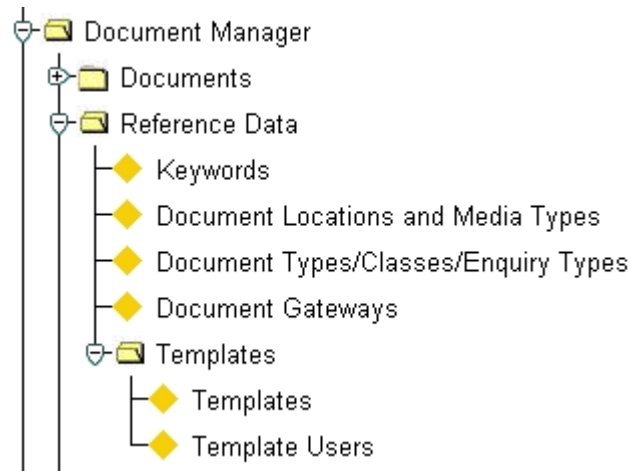 Document Manager
Documents
Reference Data
Keywords
Document Locations and Media Types
Document Types/Classes/Enquiry Types
Document Gateways
Templates
Templates
Template Users